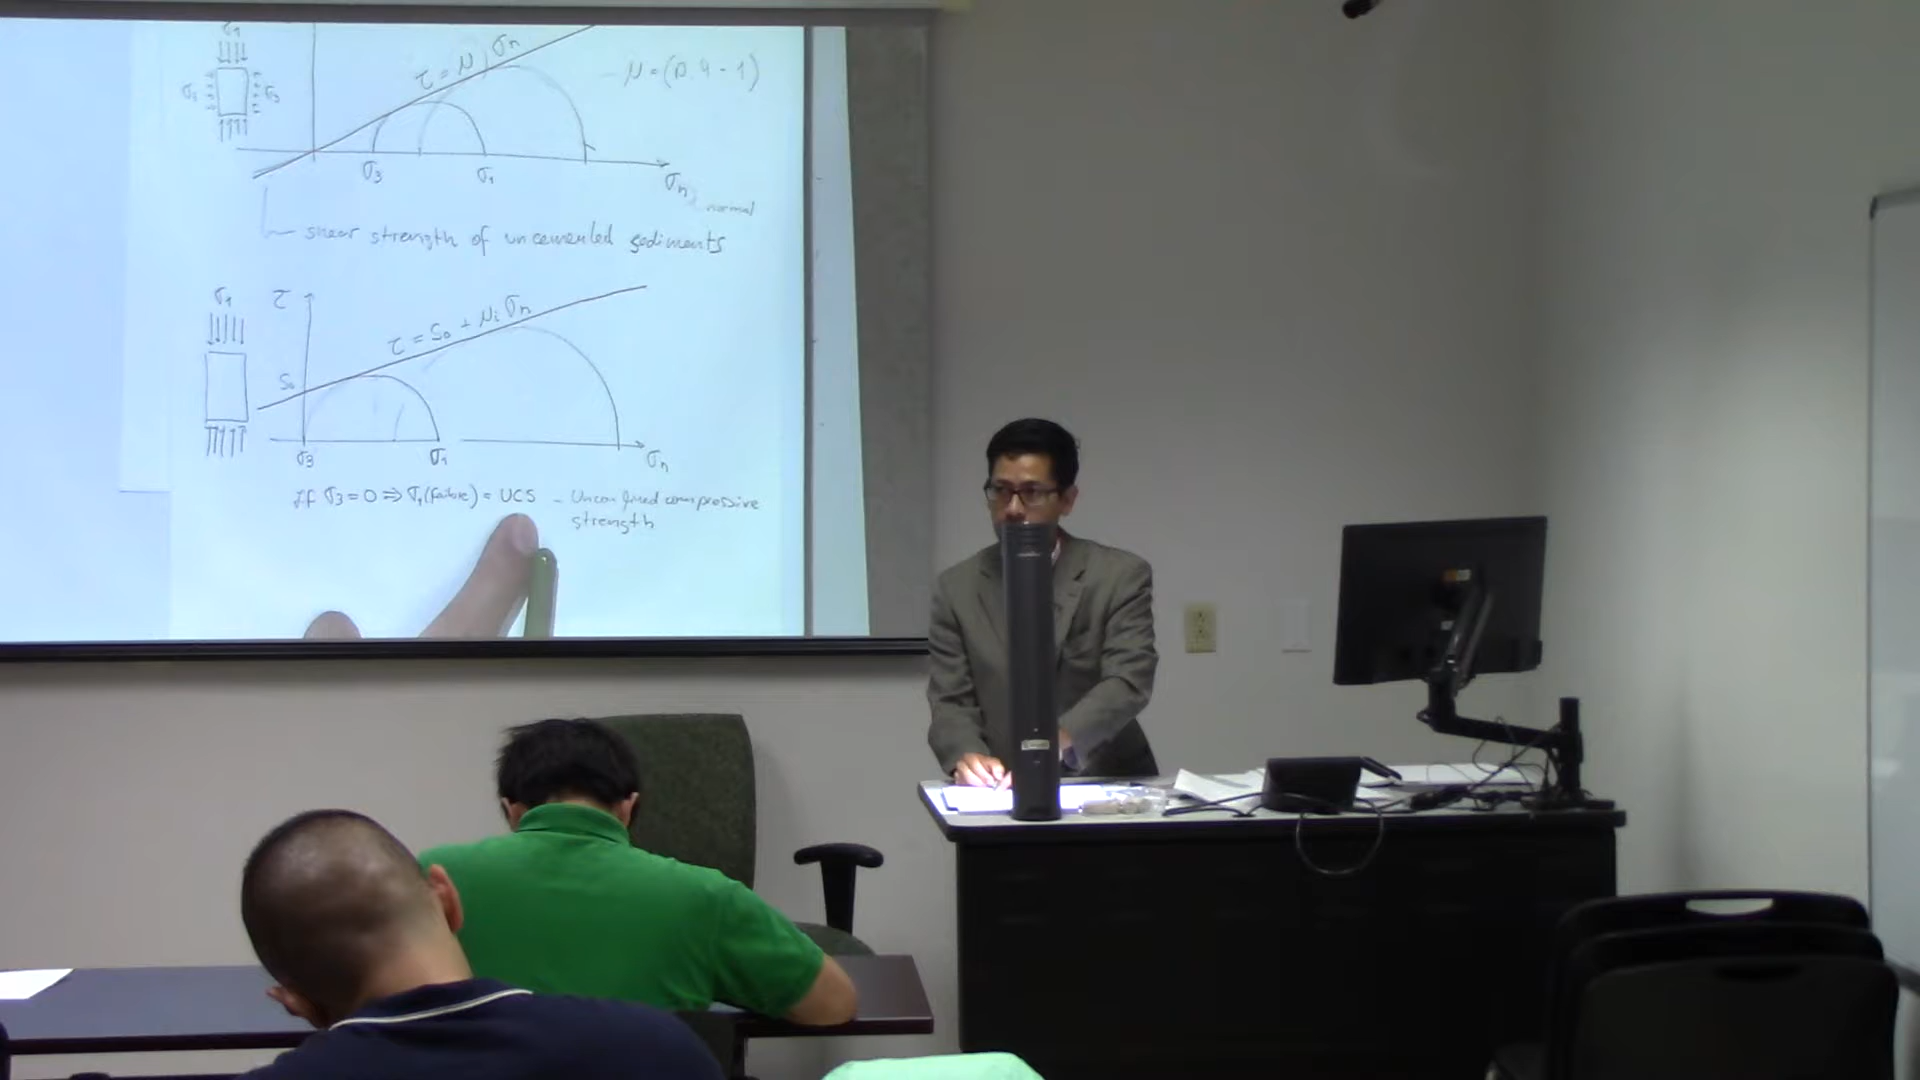 σ1
τ = μ σn
μ = (0.4 - 1)
σ3 σ3
σ3 σ1 σn
normal
shear strength of uncemented sediments
σ1 τ
τ = S0 + μi σn
S0
σ3 σ1 σn
If σ3 = 0 ⇒ σ1 (failure) = UCS - Unconfined compressive
strength